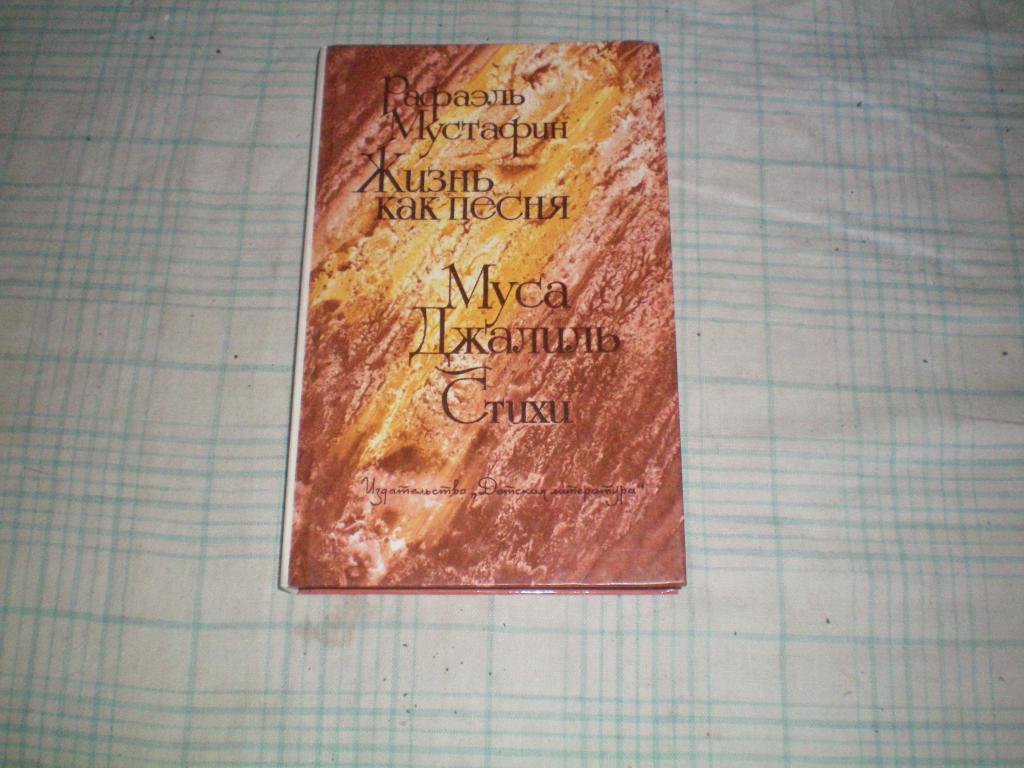 Рафаэль
Мустафин
Жизнь
как песня
Муса
Джалиль
Стихи
Издательство „Детская литература“